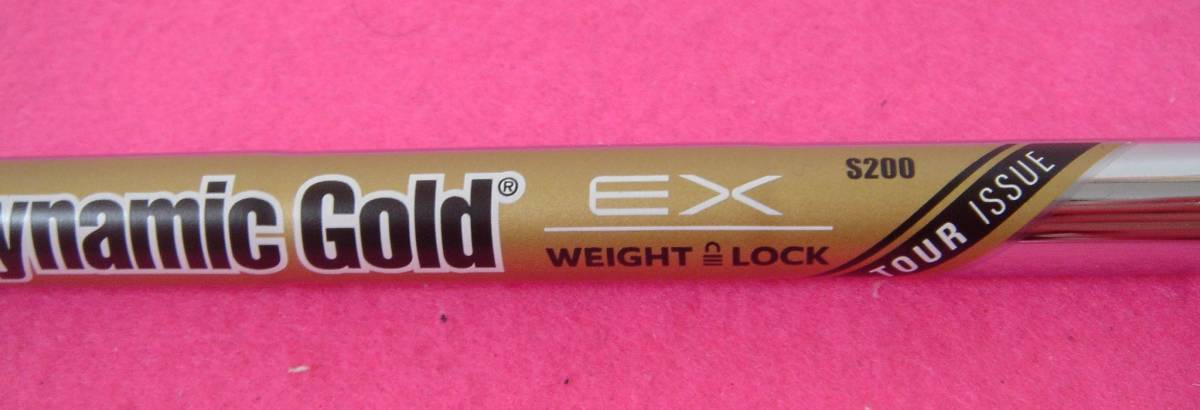 ynamic Gold®
EX
WEIGHT LOCK
S200
TOUR ISSUE